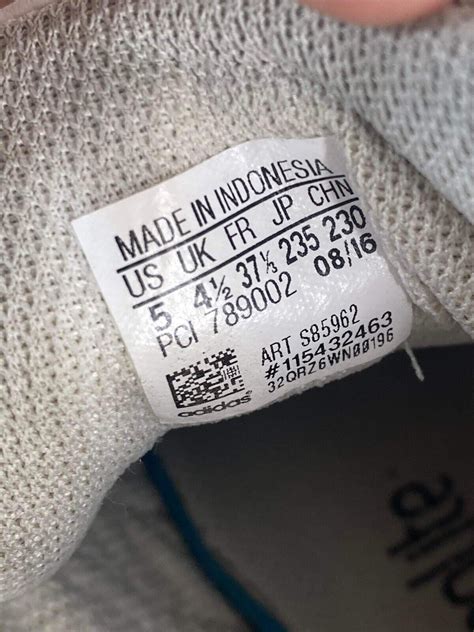 MADE IN INDONESIA
US UK FR JP CHN
5 4½ 37⅓ 235 230
PCI 789002 08/16
ART S85962
#115432463
32QRZ6WN00196
adidas